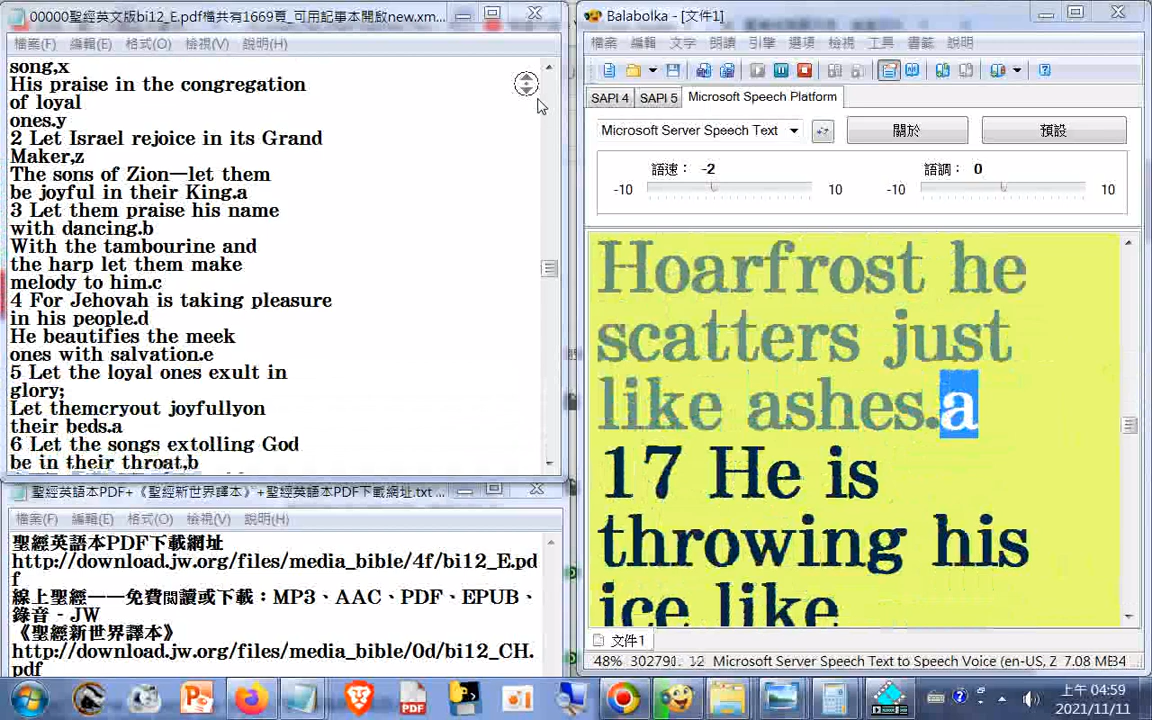 00000聖經英文版bi12_E.pdf檔共有1669頁_可用記事本開啟new.xm...
檔案(F) 編輯(E) 格式(O) 檢視(V) 說明(H)
song,x
His praise in the congregation
of loyal
ones.y
2 Let Israel rejoice in its Grand
Maker,z
The sons of Zion—let them
be joyful in their King.a
3 Let them praise his name
with dancing.b
With the tambourine and
the harp let them make
melody to him.c
4 For Jehovah is taking pleasure
in his people.d
He beautifies the meek
ones with salvation.e
5 Let the loyal ones exult in
glory;
Let themcryout joyfullyon
their beds.a
6 Let the songs extolling God
be in their throat,b
聖經英語本PDF+《聖經新世界譯本》+聖經英語本PDF下載網址.txt ...
檔案(F) 編輯(E) 格式(O) 檢視(V) 說明(H)
聖經英語本PDF下載網址
http://download.jw.org/files/media_bible/4f/bi12_E.pd
f
線上聖經——免費閱讀或下載：MP3、AAC、PDF、EPUB、
錄音 - JW
《聖經新世界譯本》
http://download.jw.org/files/media_bible/0d/bi12_CH.
pdf
Balabolka - [文件1]
檔案 編輯 文字 朗讀 引擎 選項 檢視 工具 書籤 說明
SAPI 4 SAPI 5 Microsoft Speech Platform
Microsoft Server Speech Text 關於 預設
語速： -2 語調： 0
-10 10 -10 10
Hoarfrost he
scatters just
like ashes.a
17 He is
throwing his
ice like
文件1
48% 302791: 12 Microsoft Server Speech Text to Speech Voice (en-US, Z 7.08 MB
上午 04:59
2021/11/11